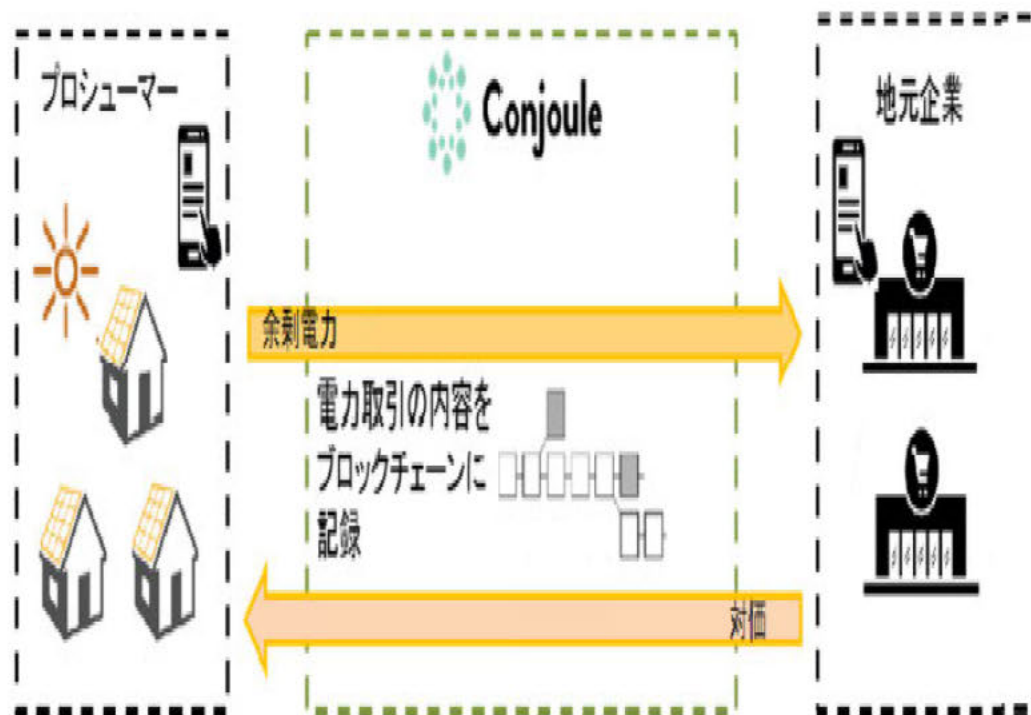 プロシューマー
Conjoule
地元企業
余剰電力
電力取引の内容を
ブロックチェーンに
記録
対価